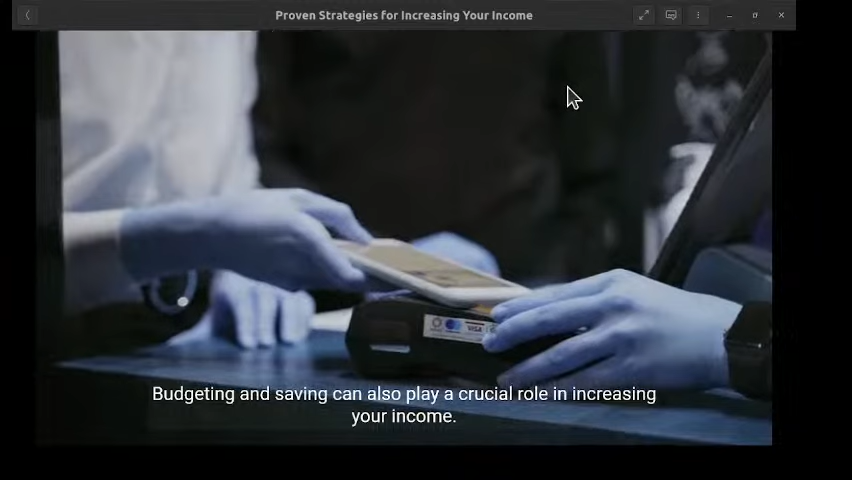 Proven Strategies for Increasing Your Income
VISA
Budgeting and saving can also play a crucial role in increasing
your income.